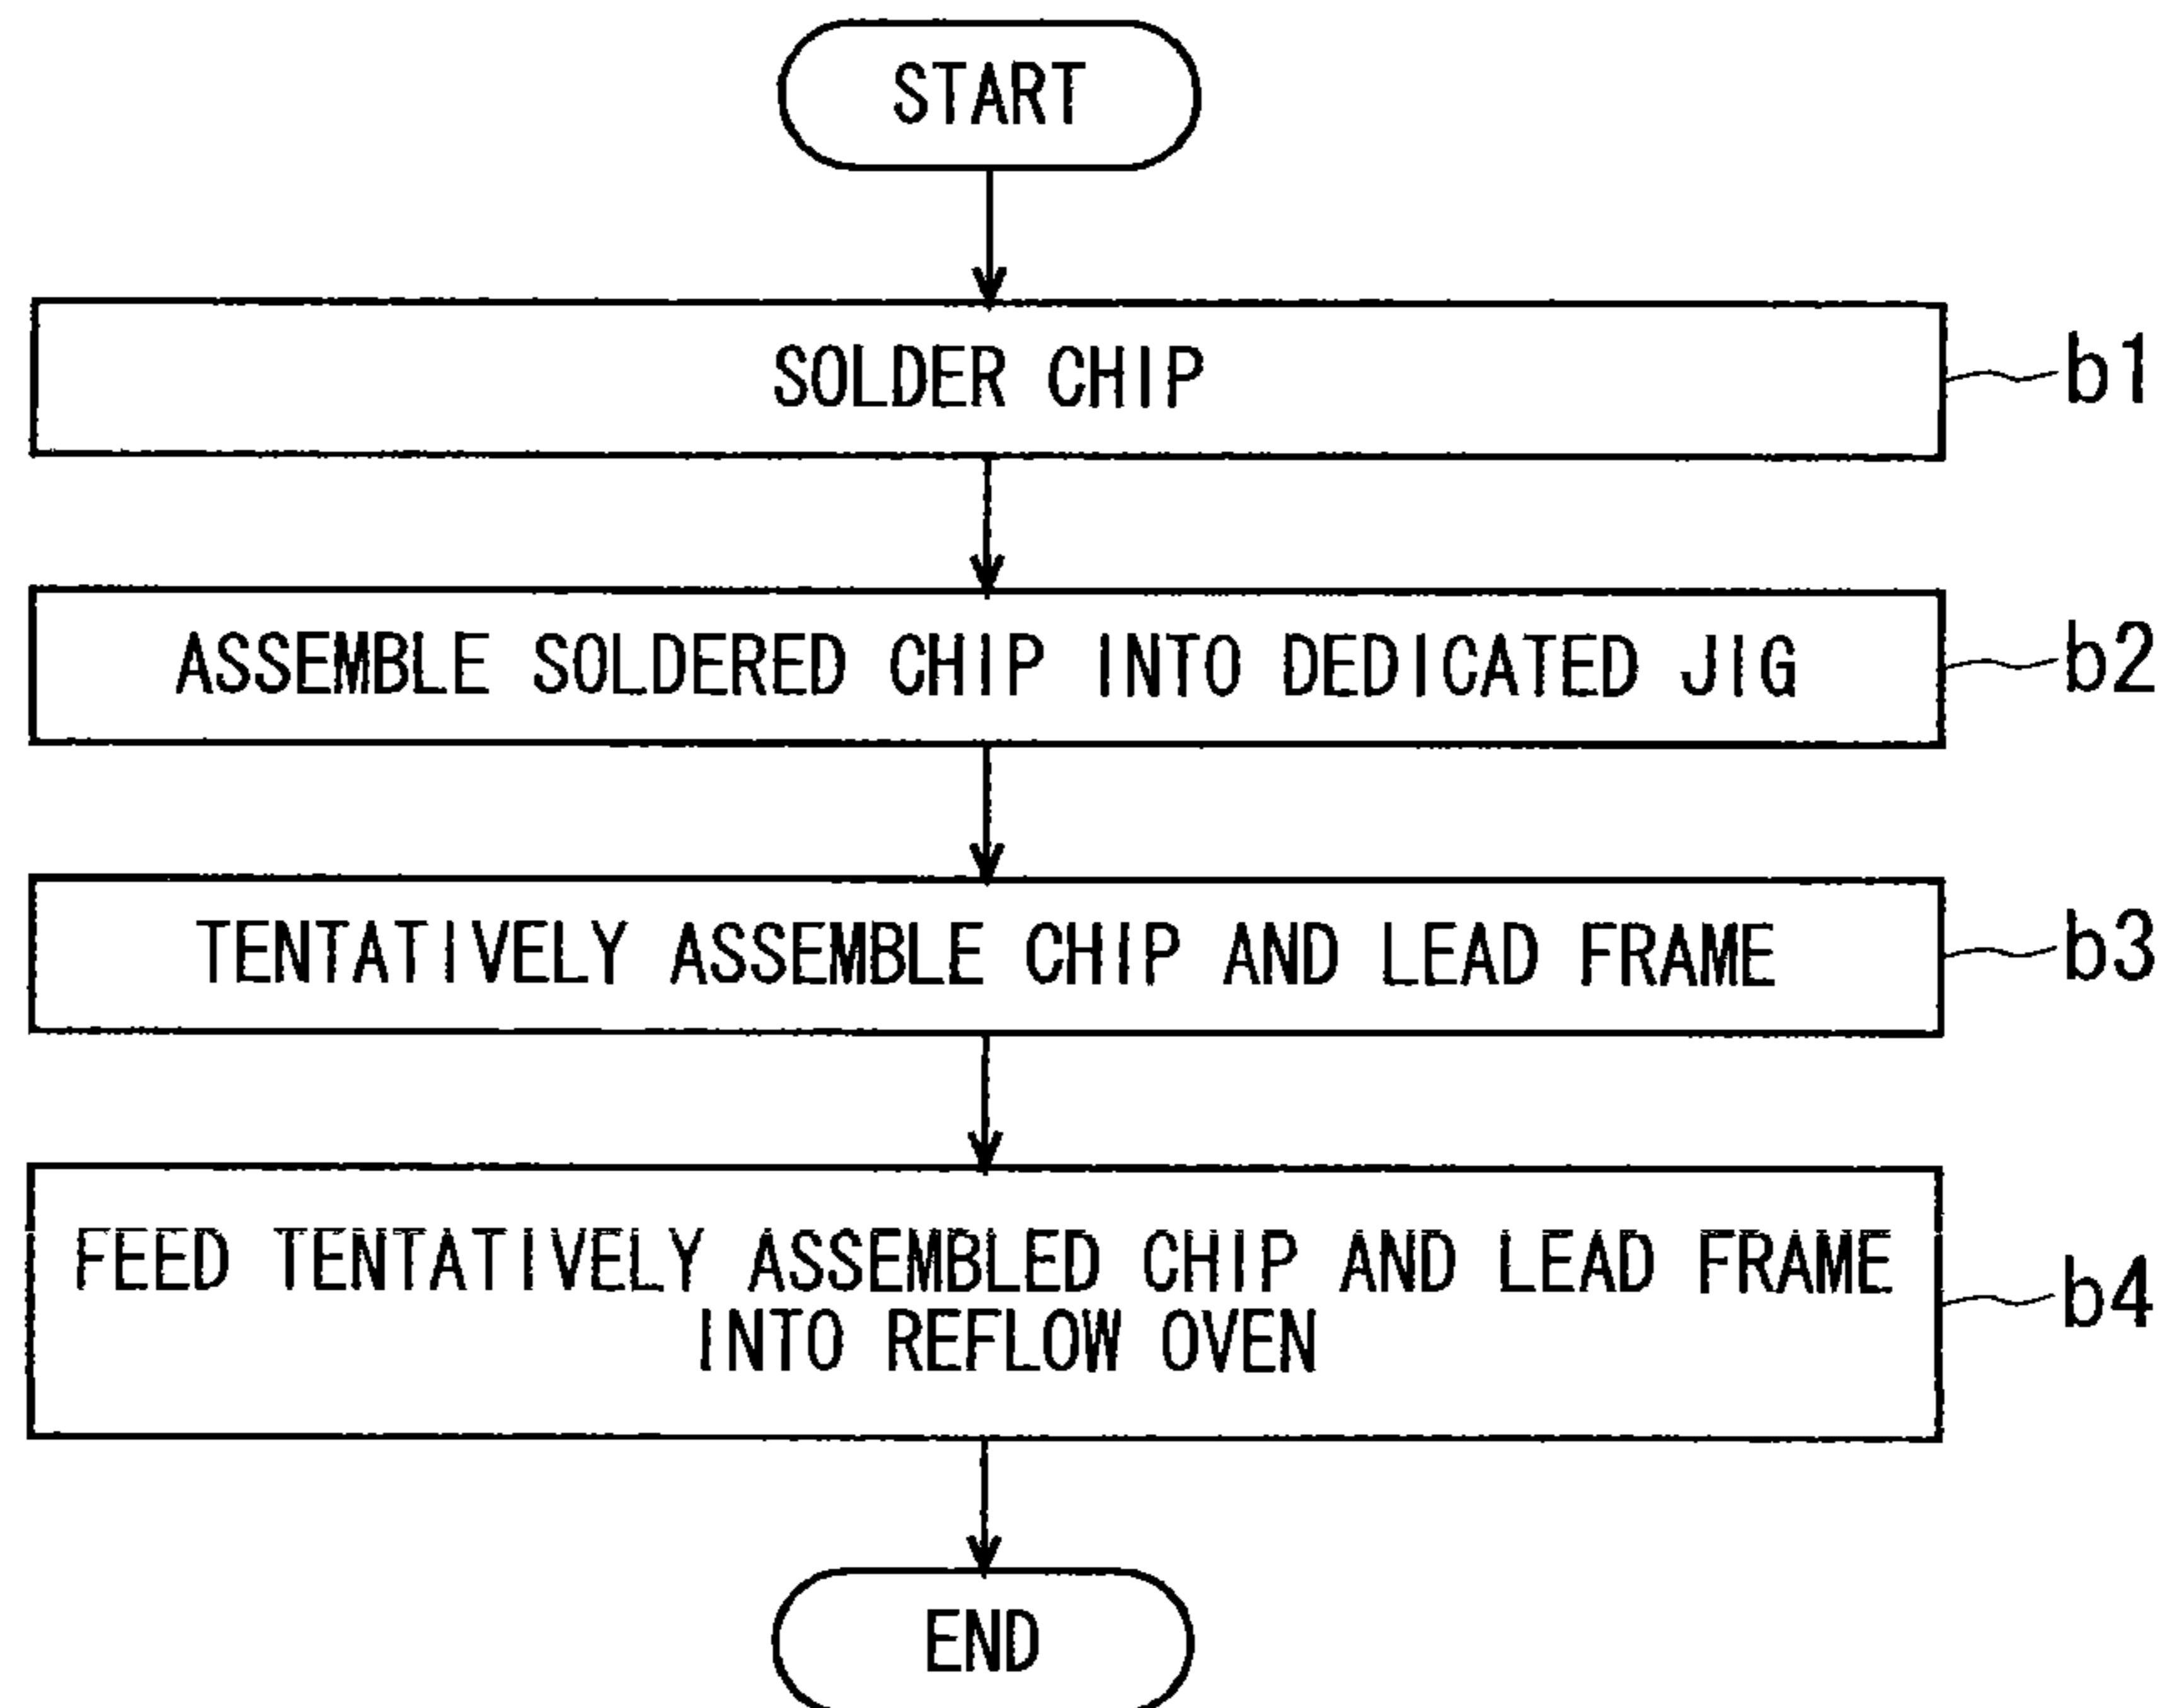 START
SOLDER CHIP
b1
ASSEMBLE SOLDERED CHIP INTO DEDICATED JIG
b2
TENTATIVELY ASSEMBLE CHIP AND LEAD FRAME
b3
FEED TENTATIVELY ASSEMBLED CHIP AND LEAD FRAME
INTO REFLOW OVEN
b4
END